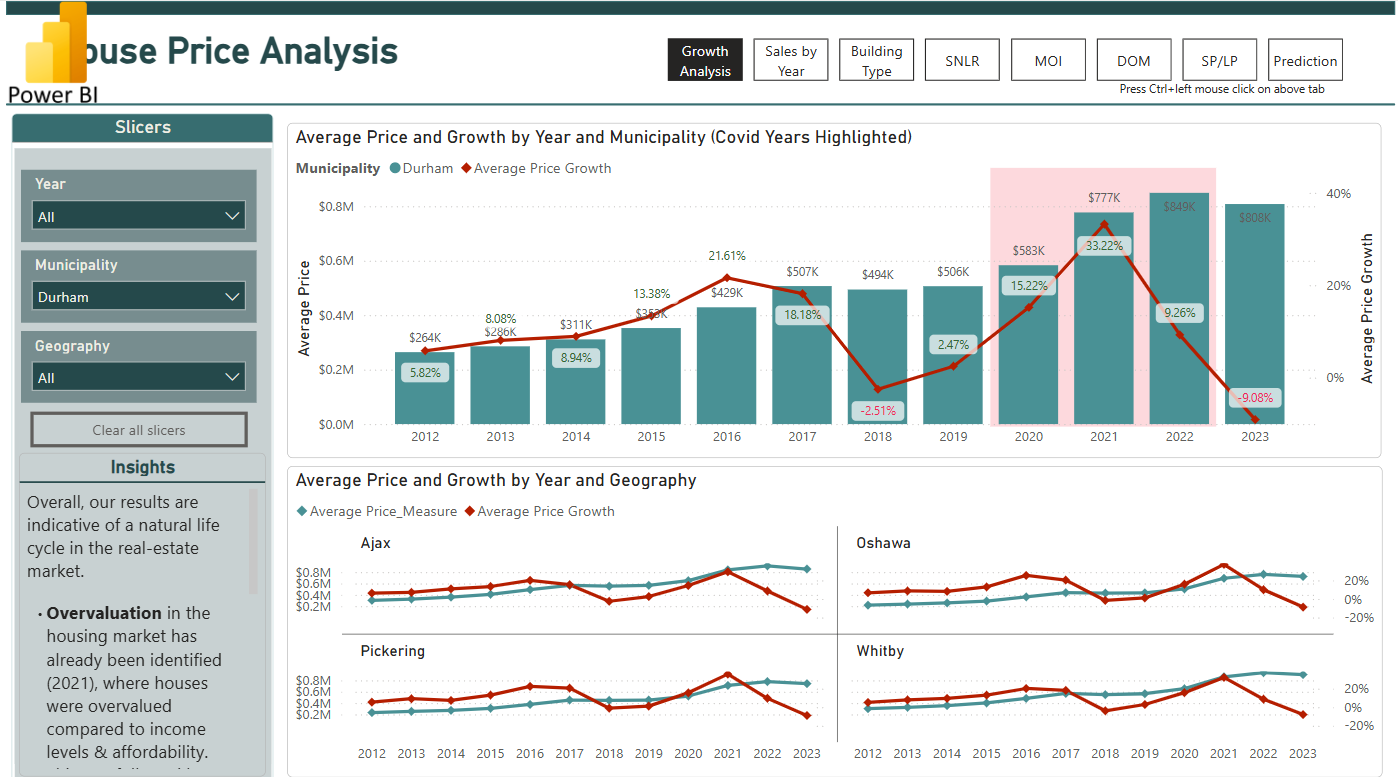 ouse Price Analysis
Power BI
Growth Analysis
Sales by Year
Building Type
SNLR
MOI
DOM
SP/LP
Prediction
Press Ctrl+left mouse click on above tab
Slicers
Year
All
Municipality
Durham
Geography
All
Clear all slicers
Insights
Overall, our results are
indicative of a natural life
cycle in the real-estate
market.
• Overvaluation in the
housing market has
already been identified
(2021), where houses
were overvalued
compared to income
levels & affordability.
Average Price and Growth by Year and Municipality (Covid Years Highlighted)
Municipality Durham Average Price Growth
Average Price
$0.8M
$0.6M
$0.4M
$0.2M
$0.0M
$264K
$286K
$311K
$429K
$507K
$494K
$506K
$583K
$777K
$849K
$808K
5.82%
8.08%
8.94%
13.38%
21.61%
18.18%
-2.51%
2.47%
15.22%
33.22%
9.26%
-9.08%
2012 2013 2014 2015 2016 2017 2018 2019 2020 2021 2022 2023
40%
20%
0%
Average Price Growth
Average Price and Growth by Year and Geography
Average Price_Measure Average Price Growth
Ajax
$0.8M
$0.6M
$0.4M
$0.2M
Oshawa
20%
0%
-20%
Pickering
$0.8M
$0.6M
$0.4M
$0.2M
Whitby
20%
0%
-20%
2012 2013 2014 2015 2016 2017 2018 2019 2020 2021 2022 2023
2012 2013 2014 2015 2016 2017 2018 2019 2020 2021 2022 2023